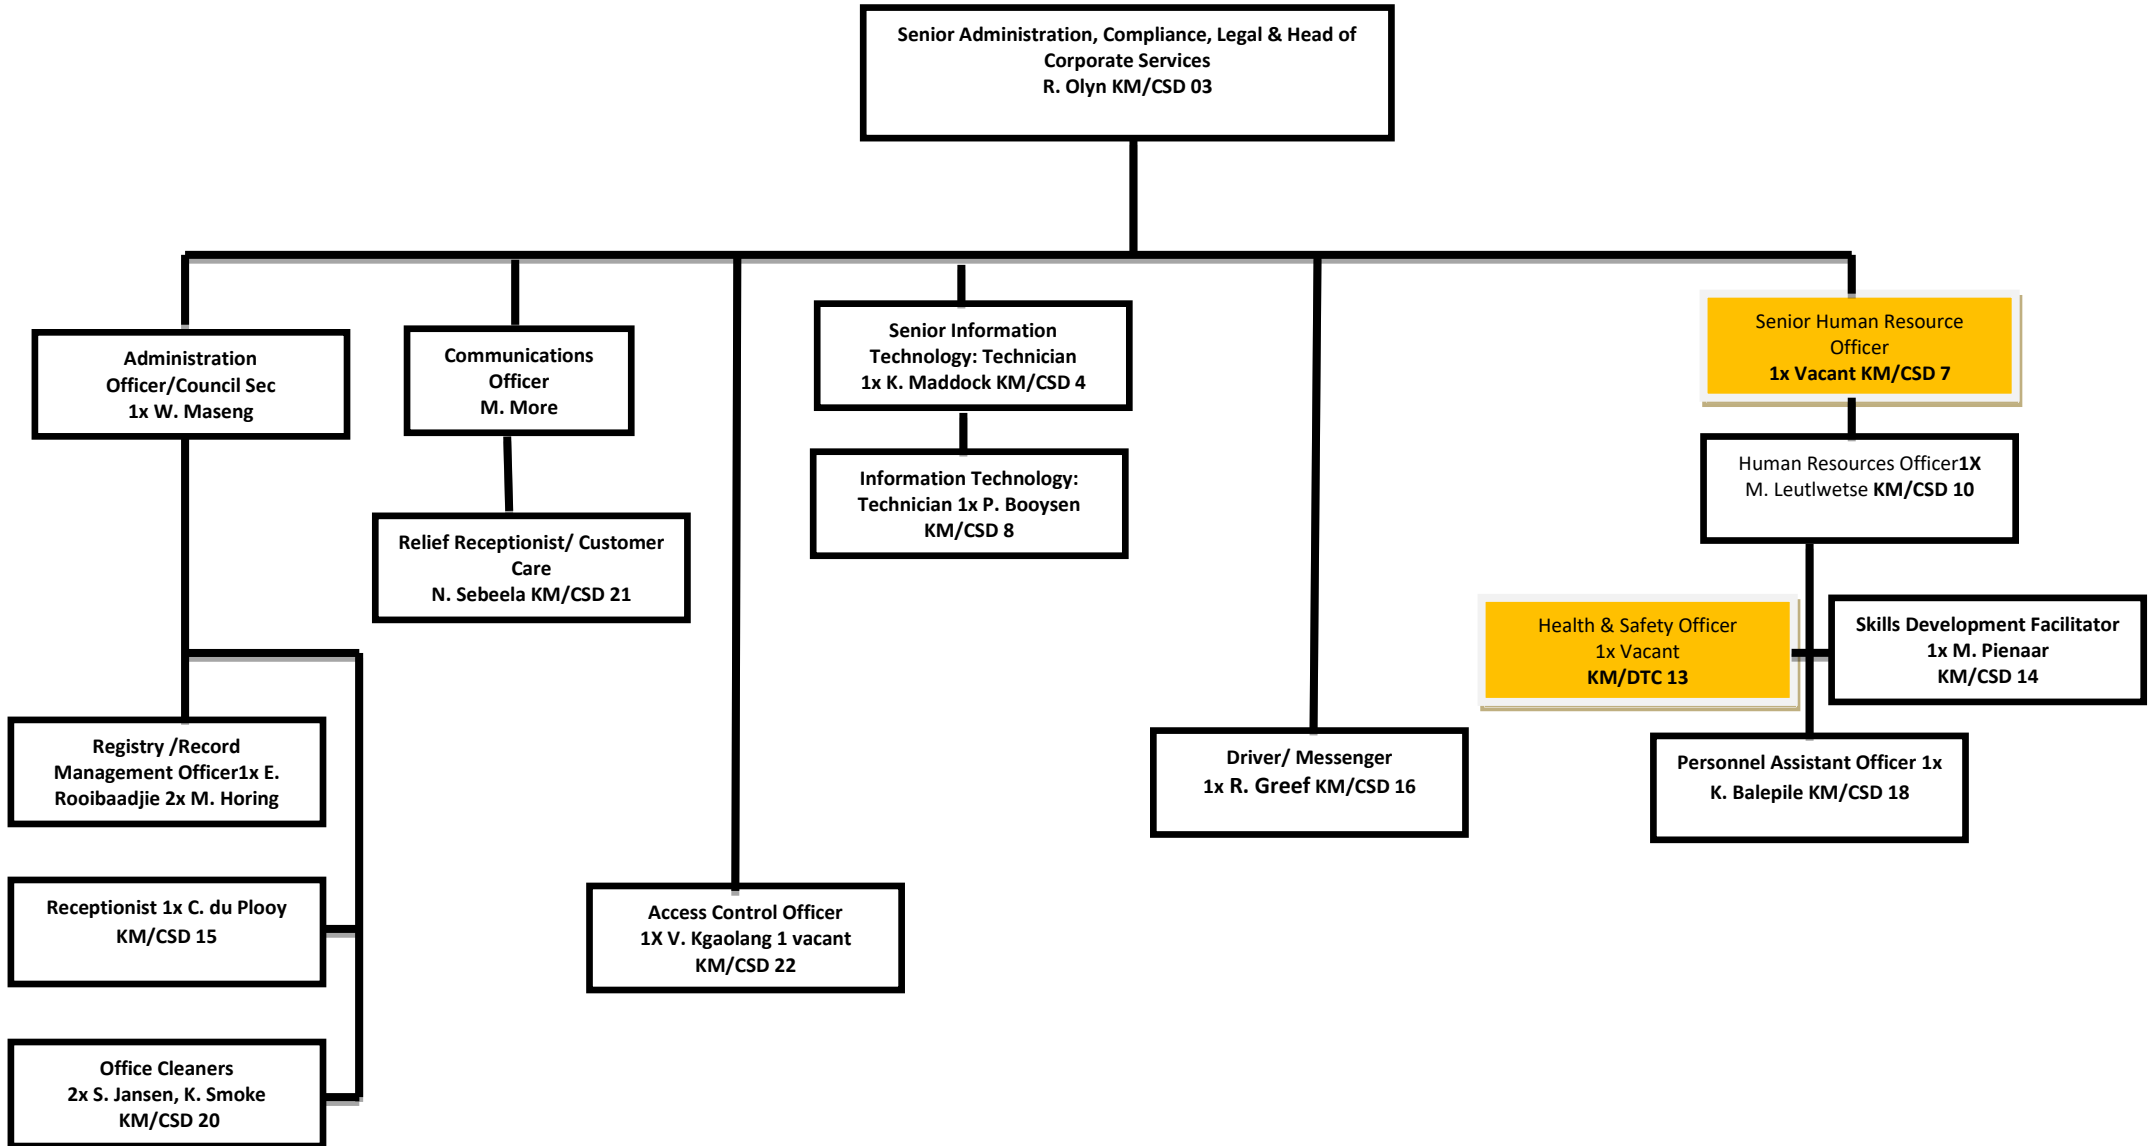 Senior Administration, Compliance, Legal & Head of
Corporate Services
R. Olyn KM/CSD 03
Administration
Officer/Council Sec
1x W. Maseng
Communications
Officer
M. More
Senior Information
Technology: Technician
1x K. Maddock KM/CSD 4
Senior Human Resource
Officer
1x Vacant KM/CSD 7
Information Technology:
Technician 1x P. Booysen
KM/CSD 8
Human Resources Officer1X
M. Leutlwetse KM/CSD 10
Relief Receptionist/ Customer
Care
N. Sebeela KM/CSD 21
Health & Safety Officer
1x Vacant
KM/DTC 13
Skills Development Facilitator
1x M. Pienaar
KM/CSD 14
Registry /Record
Management Officer1x E.
Rooibaadjie 2x M. Horing
Driver/ Messenger
1x R. Greef KM/CSD 16
Personnel Assistant Officer 1x
K. Balepile KM/CSD 18
Receptionist 1x C. du Plooy
KM/CSD 15
Access Control Officer
1X V. Kgaolang 1 vacant
KM/CSD 22
Office Cleaners
2x S. Jansen, K. Smoke
KM/CSD 20